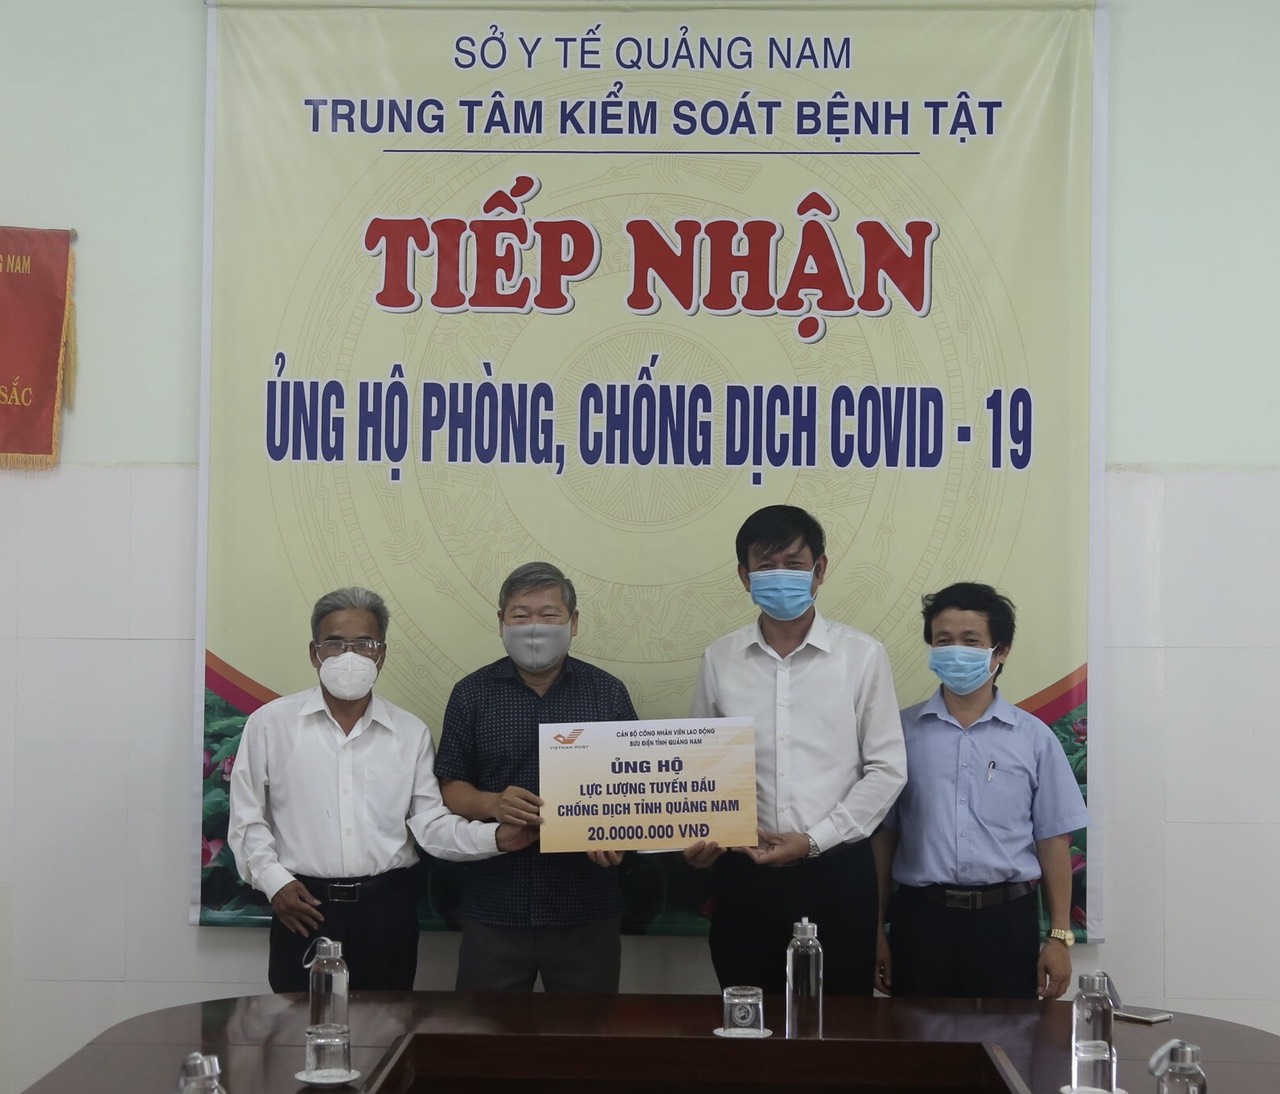 SỞ Y TẾ QUẢNG NAM
TRUNG TÂM KIỂM SOÁT BỆNH TẬT
TIẾP NHẬN
ỦNG HỘ PHÒNG, CHỐNG DỊCH COVID - 19
NAM
SẮC
VIETNAM POST
CÁN BỘ CÔNG NHÂN VIÊN LAO ĐỘNG
BƯU ĐIỆN TỈNH QUẢNG NAM
ỦNG HỘ
LỰC LƯỢNG TUYẾN ĐẦU
CHỐNG DỊCH TỈNH QUẢNG NAM
20.0000.000 VNĐ